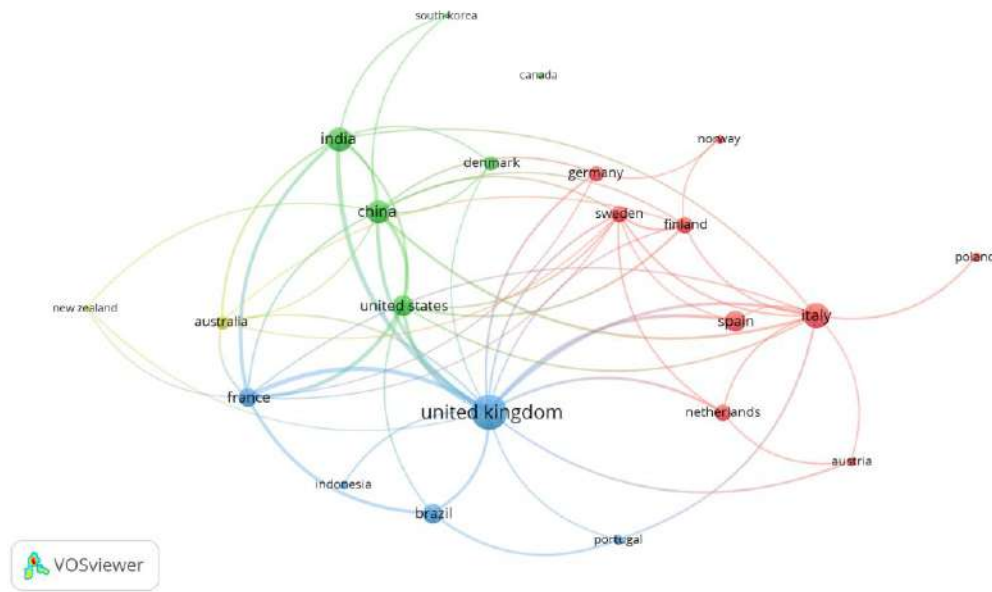 south korea
canada
india
norway
denmark
germany
china
sweden
finland
poland
new zealand
united states
australia
spain
italy
france
united kingdom
netherlands
austria
indonesia
brazil
portugal
VOSviewer